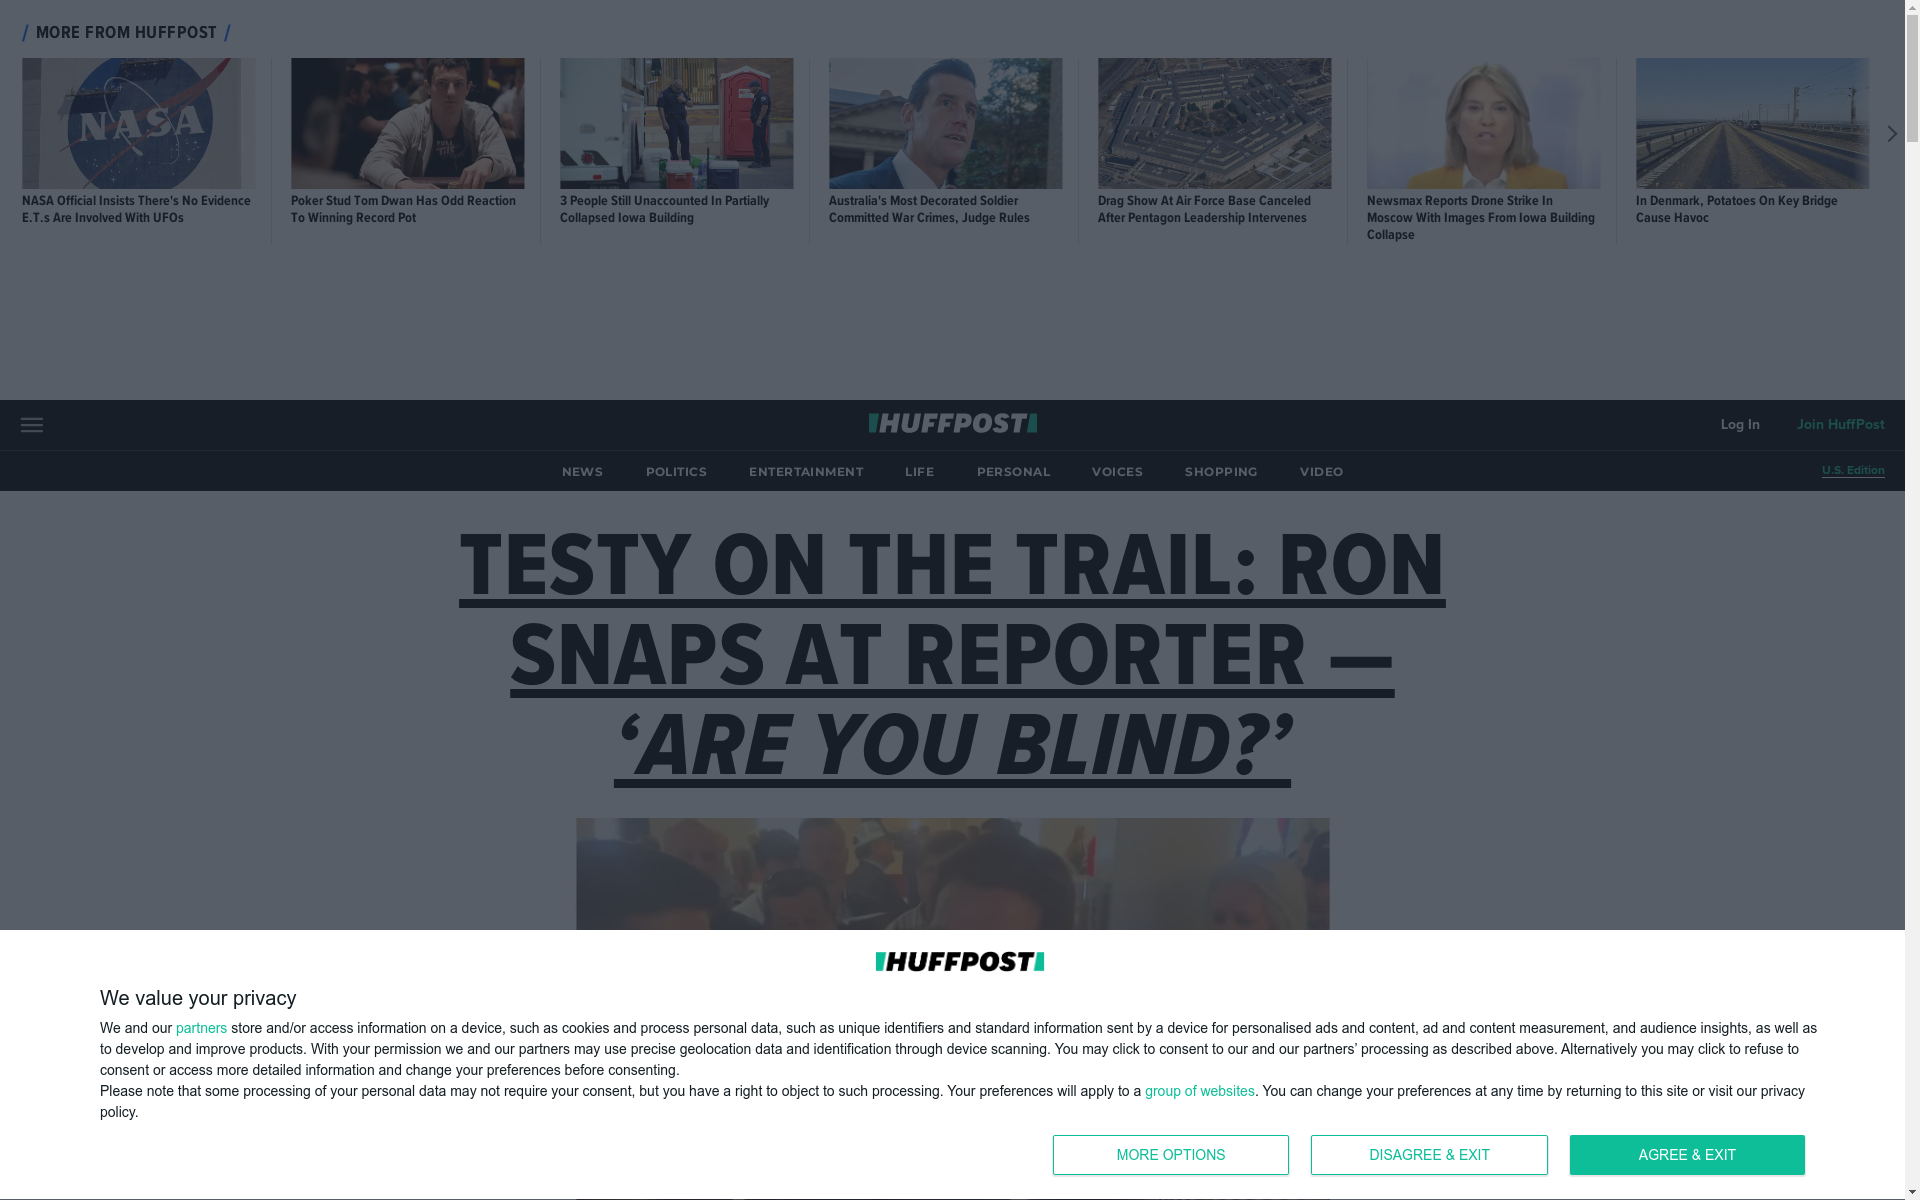 / MORE FROM HUFFPOST /
NASA
NASA Official Insists There's No Evidence
E.T.s Are Involved With UFOs
Poker Stud Tom Dwan Has Odd Reaction
To Winning Record Pot
3 People Still Unaccounted In Partially
Collapsed Iowa Building
Australia's Most Decorated Soldier
Committed War Crimes, Judge Rules
Drag Show At Air Force Base Canceled
After Pentagon Leadership Intervenes
Newsmax Reports Drone Strike In
Moscow With Images From Iowa Building
Collapse
In Denmark, Potatoes On Key Bridge
Cause Havoc
HUFFPOST
Log In
Join HuffPost
NEWS
POLITICS
ENTERTAINMENT
LIFE
PERSONAL
VOICES
SHOPPING
VIDEO
U.S. Edition
TESTY ON THE TRAIL: RON
SNAPS AT REPORTER —
‘ARE YOU BLIND?’
HUFFPOST
We value your privacy
We and our partners store and/or access information on a device, such as cookies and process personal data, such as unique identifiers and standard information sent by a device for personalised ads and content, ad and content measurement, and audience insights, as well as
to develop and improve products. With your permission we and our partners may use precise geolocation data and identification through device scanning. You may click to consent to our and our partners’ processing as described above. Alternatively you may click to refuse to
consent or access more detailed information and change your preferences before consenting.
Please note that some processing of your personal data may not require your consent, but you have a right to object to such processing. Your preferences will apply to a group of websites. You can change your preferences at any time by returning to this site or visit our privacy
policy.
MORE OPTIONS
DISAGREE & EXIT
AGREE & EXIT